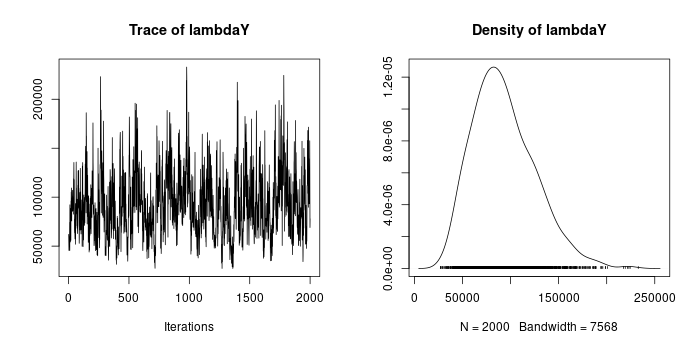 Trace of lambdaY
200000
100000
50000
0
500
1000
1500
2000
Iterations
Density of lambdaY
1.2e-05
8.0e-06
4.0e-06
0.0e+00
0
50000
150000
250000
N = 2000 Bandwidth = 7568